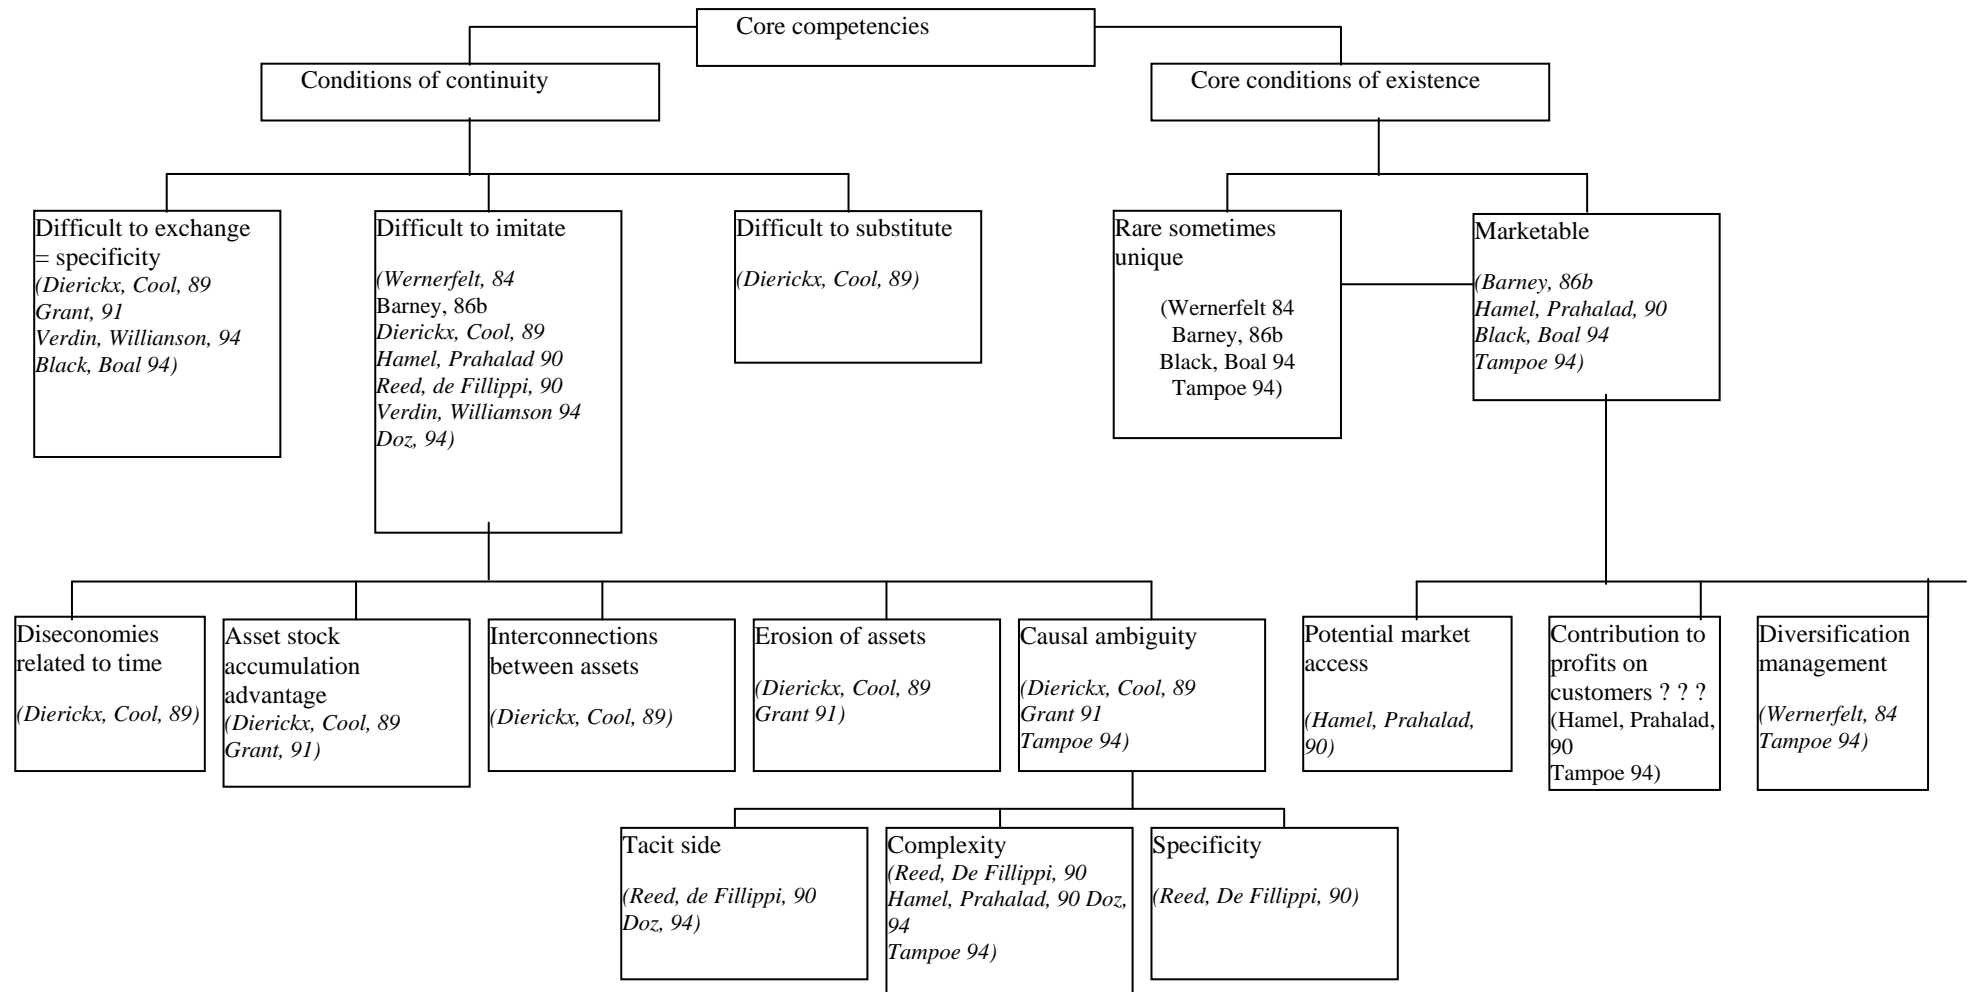 Core competencies
Conditions of continuity
Core conditions of existence
Difficult to exchange
= specificity
(Dierickx, Cool, 89
Grant, 91
Verdin, Willianson, 94
Black, Boal 94)
Difficult to imitate
(Wernerfelt, 84
Barney, 86b
Dierickx, Cool, 89
Hamel, Prahalad 90
Reed, de Fillippi, 90
Verdin, Williamson 94
Doz, 94)
Difficult to substitute
(Dierickx, Cool, 89)
Rare sometimes
unique
(Wernerfelt 84
Barney, 86b
Black, Boal 94
Tampoe 94)
Marketable
(Barney, 86b
Hamel, Prahalad, 90
Black, Boal 94
Tampoe 94)
Diseconomies
related to time
(Dierickx, Cool, 89)
Asset stock
accumulation
advantage
(Dierickx, Cool, 89
Grant, 91)
Interconnections
between assets
(Dierickx, Cool, 89)
Erosion of assets
(Dierickx, Cool, 89
Grant 91)
Causal ambiguity
(Dierickx, Cool, 89
Grant 91
Tampoe 94)
Potential market
access
(Hamel, Prahalad,
90)
Contribution to
profits on
customers ? ? ?
(Hamel, Prahalad,
90
Tampoe 94)
Diversification
management
(Wernerfelt, 84
Tampoe 94)
Tacit side
(Reed, de Fillippi, 90
Doz, 94)
Complexity
(Reed, De Fillippi, 90
Hamel, Prahalad, 90 Doz,
94
Tampoe 94)
Specificity
(Reed, De Fillippi, 90)